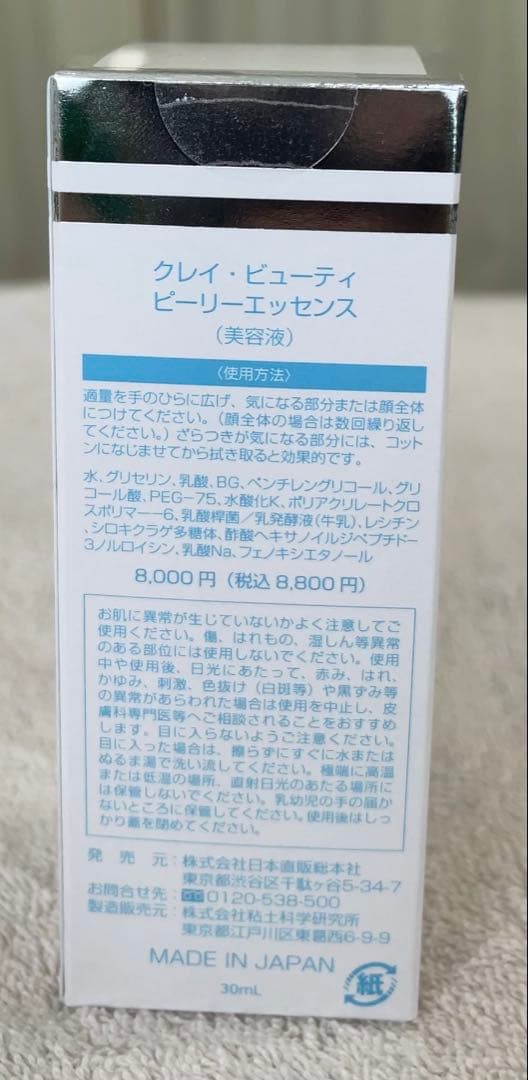 クレイ・ビューティ
ピーリーエッセンス
（美容液）
〈使用方法〉
適量を手のひらに広げ、気になる部分または顔全体
につけてください。（顔全体の場合は数回繰り返し
てください。）ざらつきが気になる部分には、コット
ンになじませてから拭き取ると効果的です。
水、グリセリン、乳酸、BG、ペンチレングリコール、グリ
コール酸、PEG-75、水酸化K、ポリアクリレートクロ
スポリマー-6、乳酸桿菌／乳発酵液（牛乳）、レシチン
、シロキクラゲ多糖体、酢酸ヘキサノイルジペプチド-
3ノルロイシン、乳酸Na、フェノキシエタノール
8,000円（税込8,800円）
お肌に異常が生じていないかよく注意してご
使用ください。傷、はれもの、湿しん等異常
のある部位には使用しないでください。使用
中や使用後、日光にあたって、赤み、はれ、
かゆみ、刺激、色抜け（白斑等）や黒ずみ等
の異常があらわれた場合は使用を中止し、皮
膚科専門医等へご相談されることをおすすめ
します。目に入らないようご注意ください。
目に入った場合は、擦らずにすぐに水または
ぬるま湯で洗い流してください。極端に高温
または低温の場所、直射日光のあたる場所に
は保管しないでください。乳幼児の手の届か
ないところに保管してください。使用後はしっ
かり蓋を閉めてください。
発売元：株式会社日本直販総本社
東京都渋谷区千駄ヶ谷5-34-7
お問合せ先：0120-538-500
製造販売元：株式会社粘土科学研究所
東京都江戸川区東葛西6-9-9
MADE IN JAPAN
30mL
紙